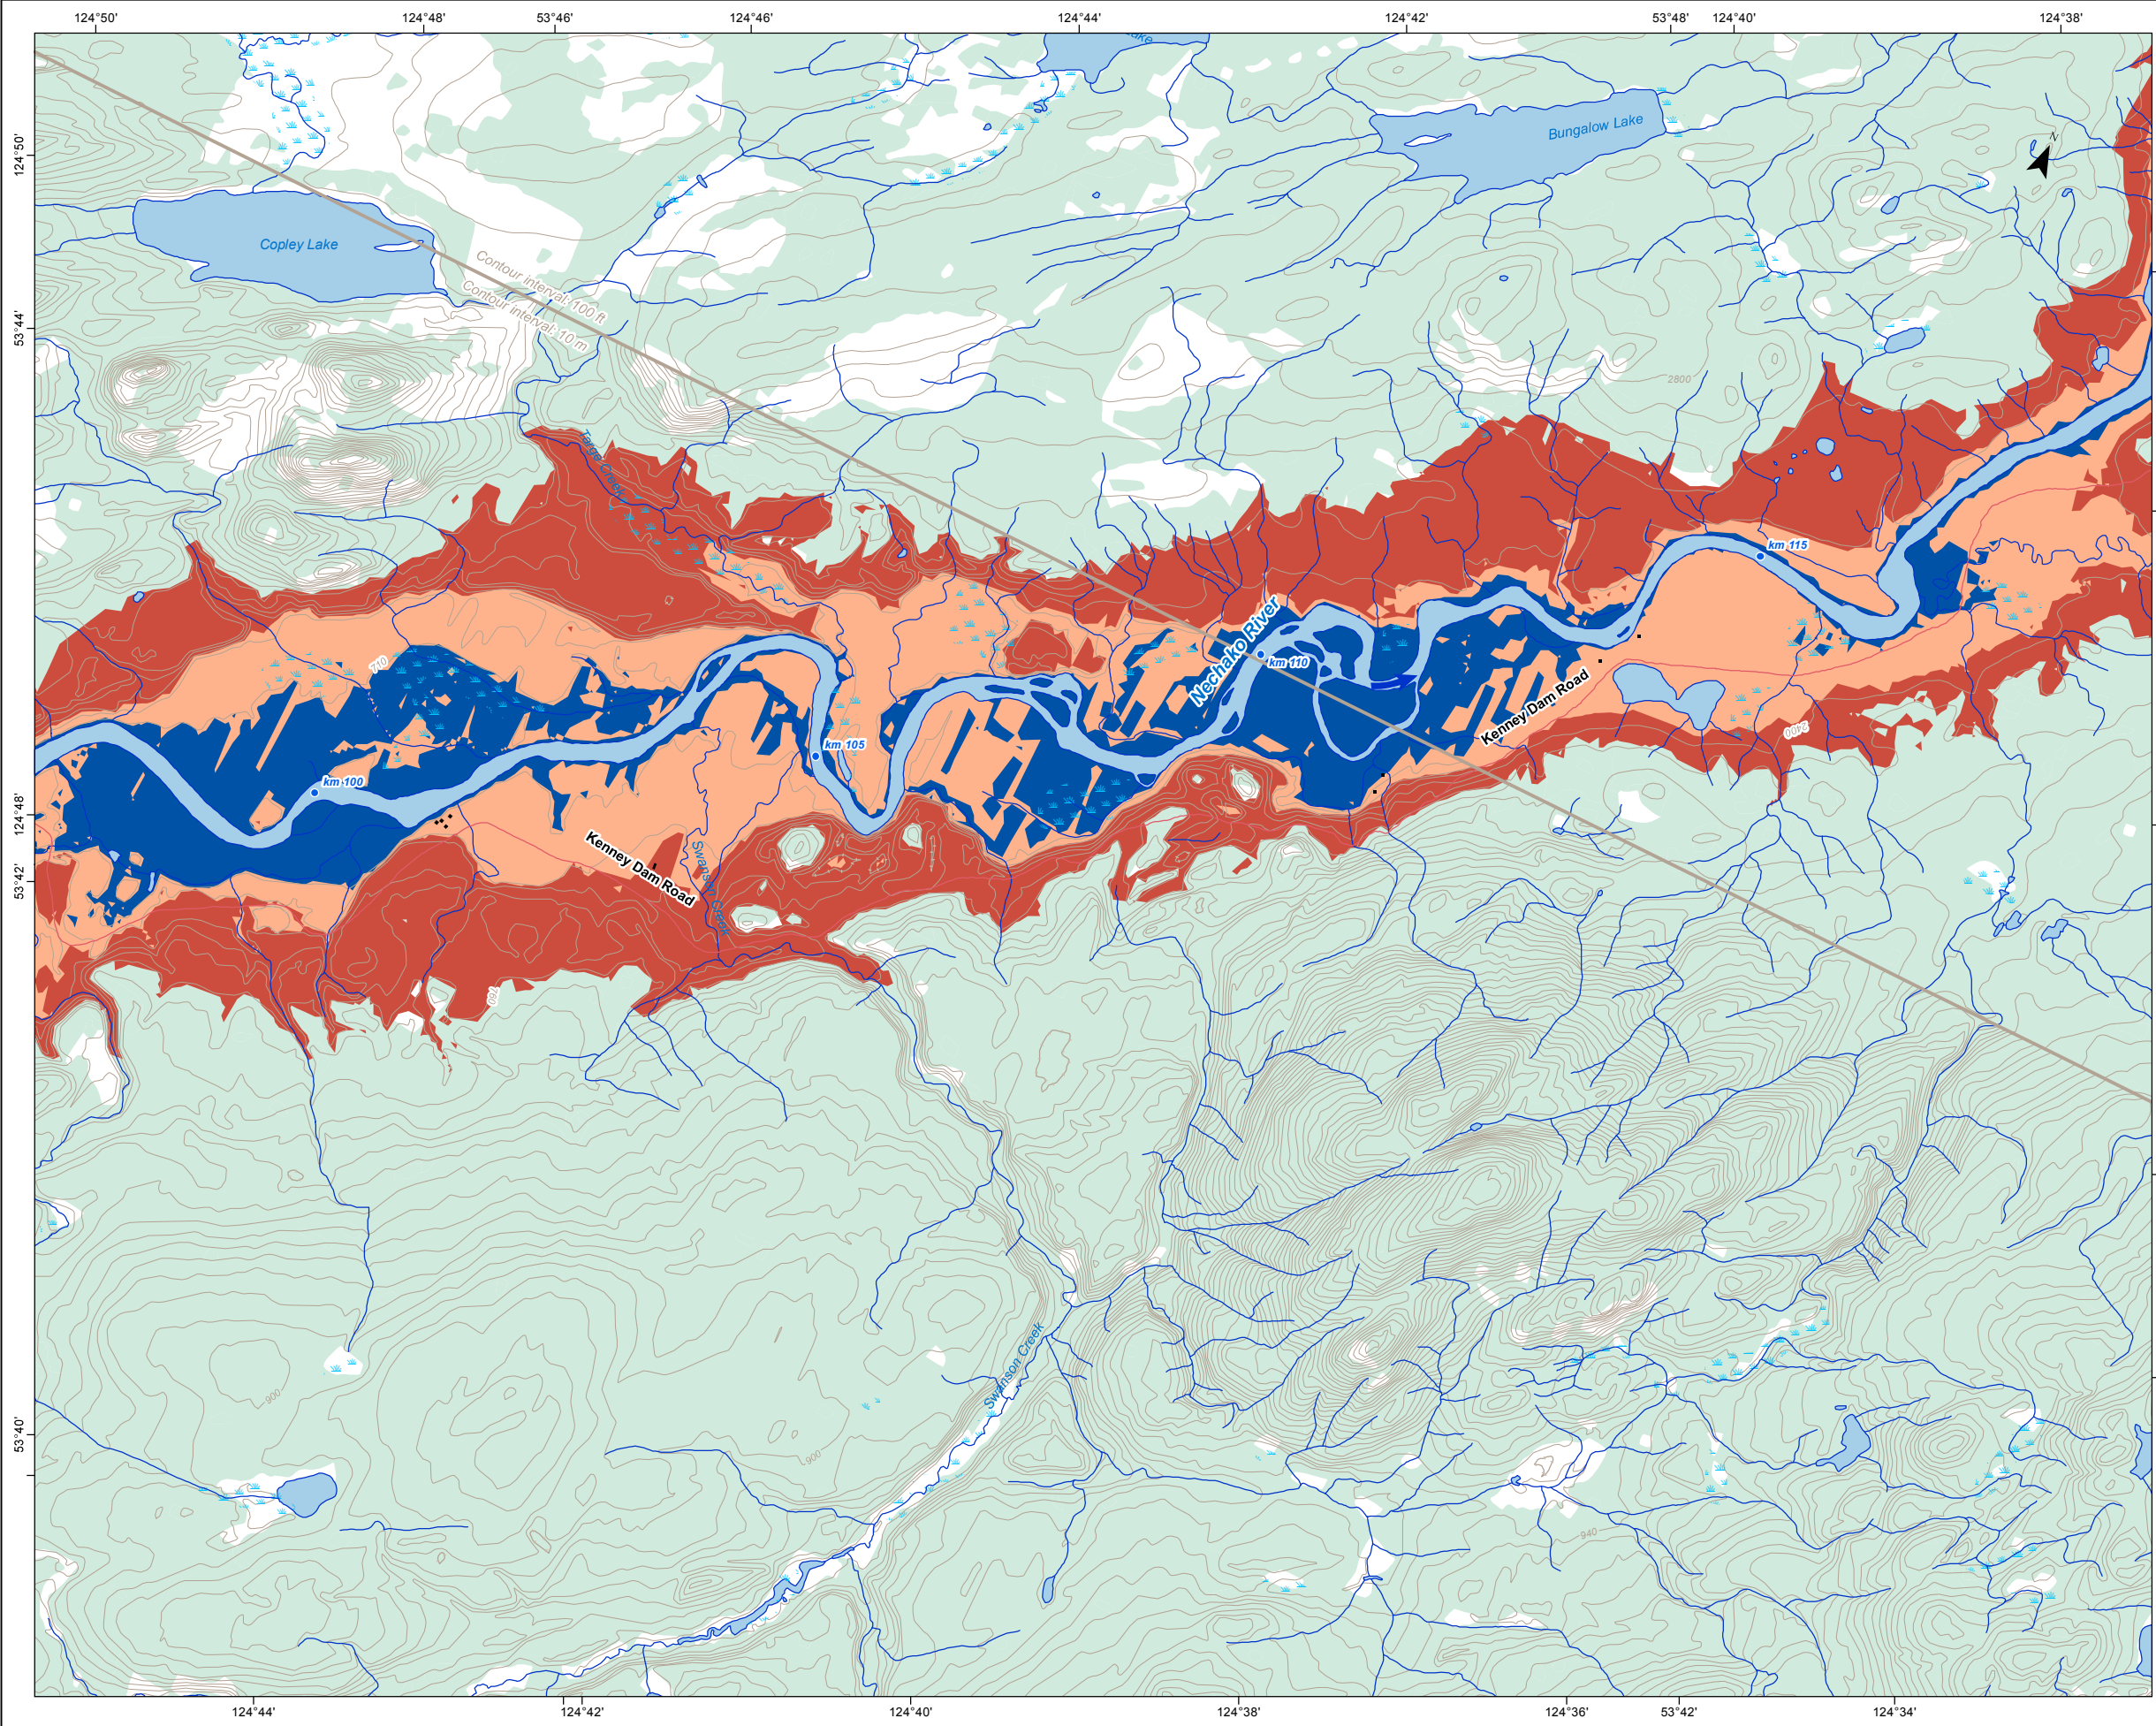 124°50' 124°48' 53°46' 124°46' 124°44' 124°42' 53°48' 124°40' 124°38'
124°50'
53°44'
124°48'
53°42'
53°40'
N
Bungalow Lake
Copley Lake
Contour interval: 100 ft
Contour interval: 10 m
2800
Targe Creek
km 115
Nechako River
km 110
710
Kenney Dam Road
2400
km 105
km 100
Kenney Dam Road
Swanson Creek
760
Swanson Creek
900
900
940
124°44' 124°42' 124°40' 124°38' 124°36' 53°42' 124°34'